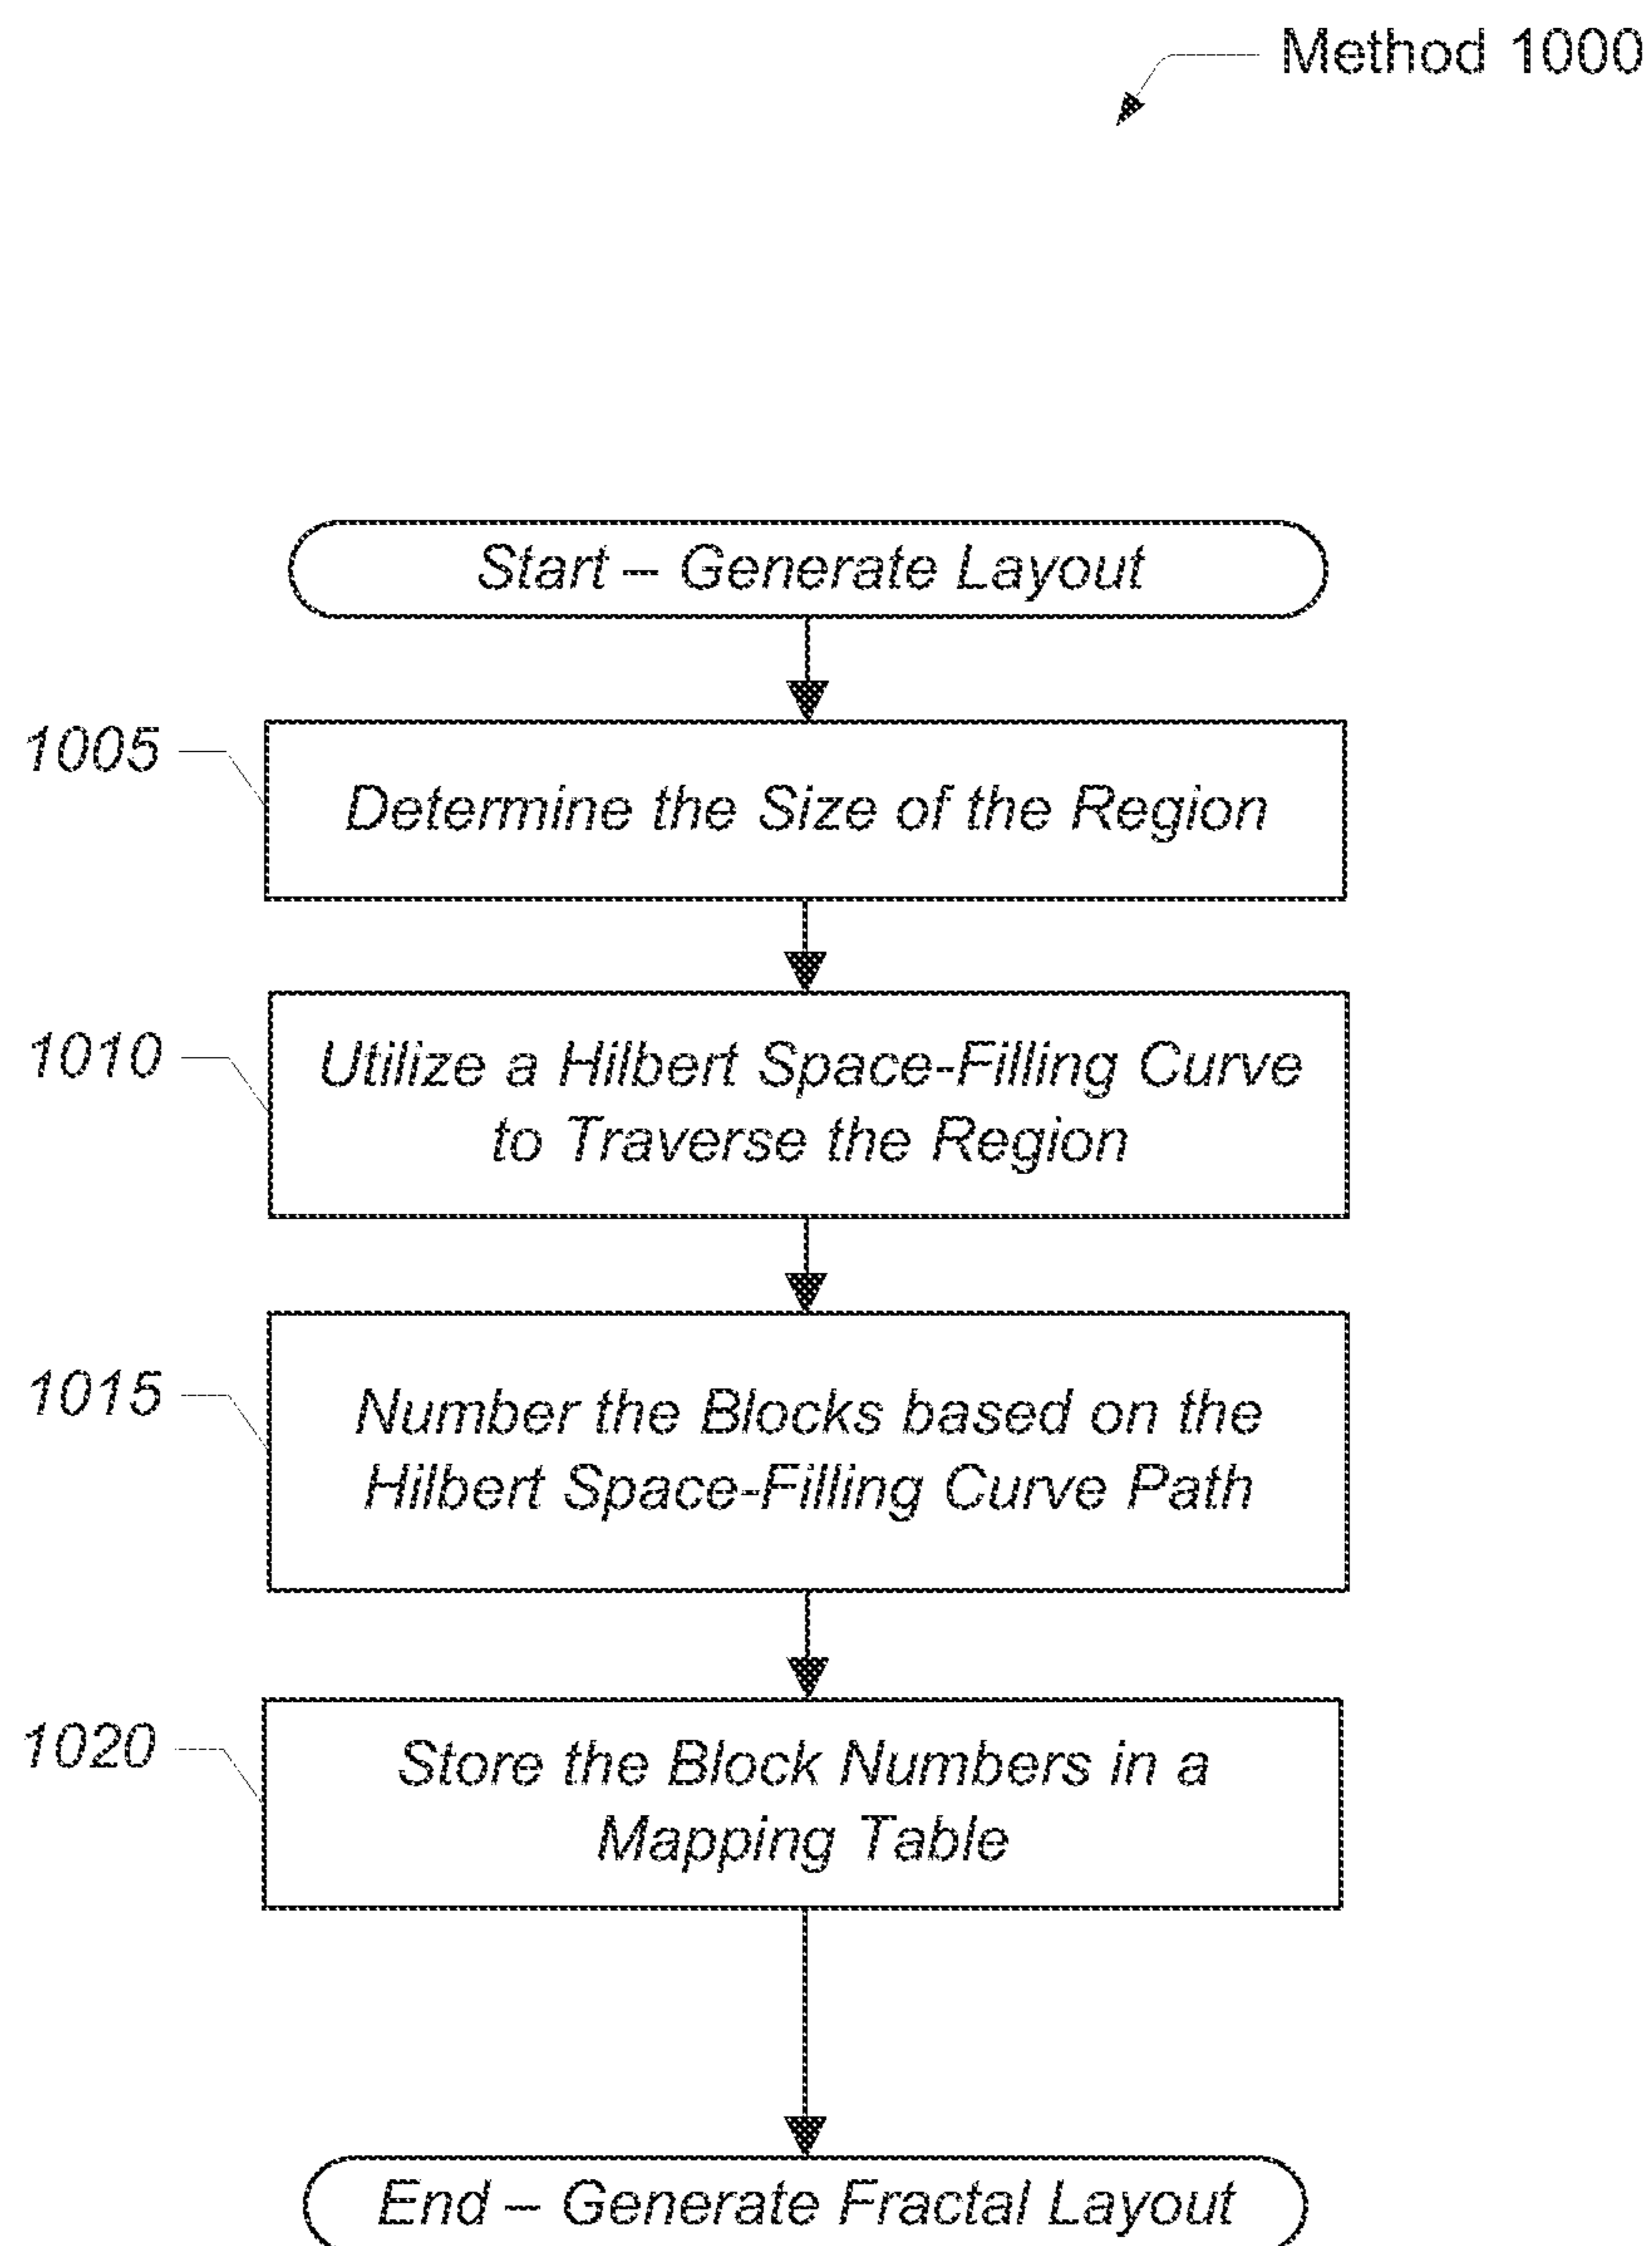 Method 1000
Start – Generate Layout
1005
Determine the Size of the Region
1010
Utilize a Hilbert Space-Filling Curve
to Traverse the Region
1015
Number the Blocks based on the
Hilbert Space-Filling Curve Path
1020
Store the Block Numbers in a
Mapping Table
End – Generate Fractal Layout